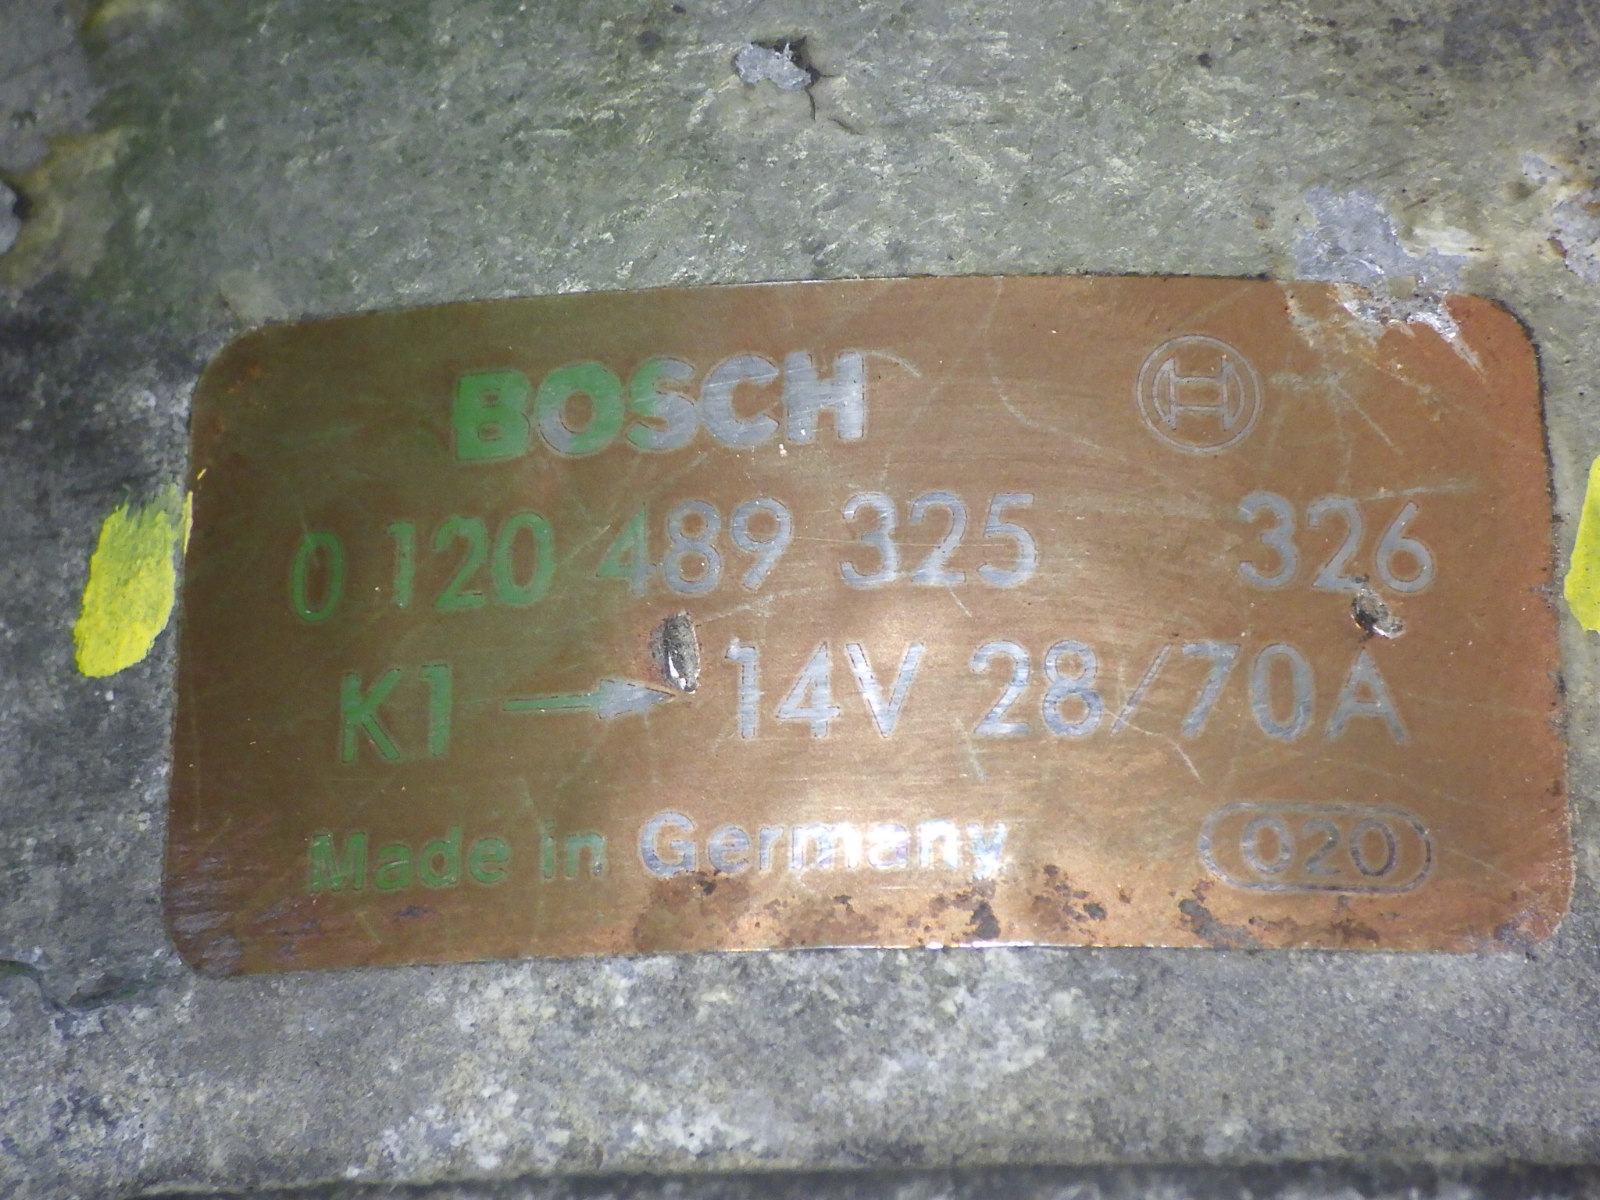 BOSCH
0 120 489 325 326
K1 → 14V 28/70A
Made in Germany 020